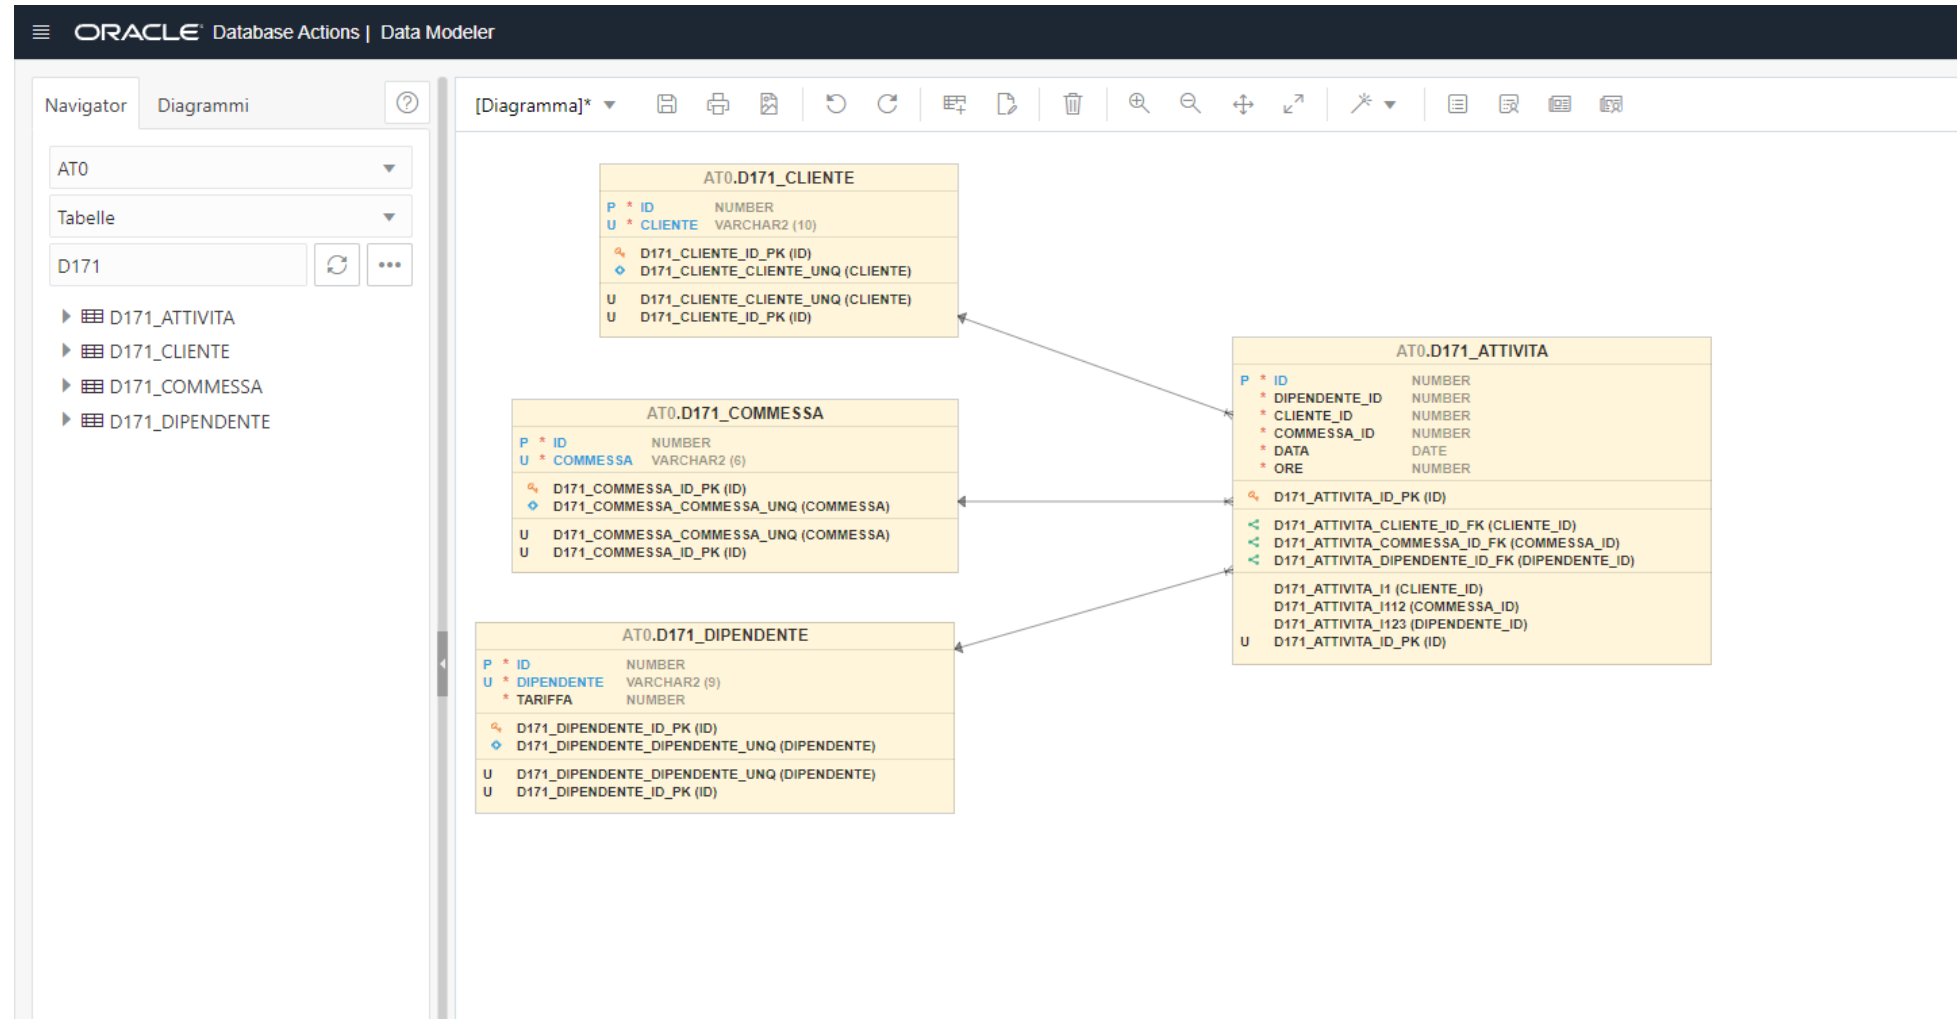 ORACLE Database Actions | Data Modeler
Navigator
Diagrammi
[Diagramma]*
AT0
Tabelle
D171
D171_ATTIVITA
D171_CLIENTE
D171_COMMESSA
D171_DIPENDENTE
AT0.D171_CLIENTE
P * ID NUMBER
U * CLIENTE VARCHAR2 (10)
D171_CLIENTE_ID_PK (ID)
D171_CLIENTE_CLIENTE_UNQ (CLIENTE)
U D171_CLIENTE_CLIENTE_UNQ (CLIENTE)
U D171_CLIENTE_ID_PK (ID)
AT0.D171_COMMESSA
P * ID NUMBER
U * COMMESSA VARCHAR2 (6)
D171_COMMESSA_ID_PK (ID)
D171_COMMESSA_COMMESSA_UNQ (COMMESSA)
U D171_COMMESSA_COMMESSA_UNQ (COMMESSA)
U D171_COMMESSA_ID_PK (ID)
AT0.D171_DIPENDENTE
P * ID NUMBER
U * DIPENDENTE VARCHAR2 (9)
* TARIFFA NUMBER
D171_DIPENDENTE_ID_PK (ID)
D171_DIPENDENTE_DIPENDENTE_UNQ (DIPENDENTE)
U D171_DIPENDENTE_DIPENDENTE_UNQ (DIPENDENTE)
U D171_DIPENDENTE_ID_PK (ID)
AT0.D171_ATTIVITA
P * ID NUMBER
* DIPENDENTE_ID NUMBER
* CLIENTE_ID NUMBER
* COMMESSA_ID NUMBER
* DATA DATE
* ORE NUMBER
D171_ATTIVITA_ID_PK (ID)
D171_ATTIVITA_CLIENTE_ID_FK (CLIENTE_ID)
D171_ATTIVITA_COMMESSA_ID_FK (COMMESSA_ID)
D171_ATTIVITA_DIPENDENTE_ID_FK (DIPENDENTE_ID)
D171_ATTIVITA_I1 (CLIENTE_ID)
D171_ATTIVITA_I112 (COMMESSA_ID)
D171_ATTIVITA_I123 (DIPENDENTE_ID)
U D171_ATTIVITA_ID_PK (ID)